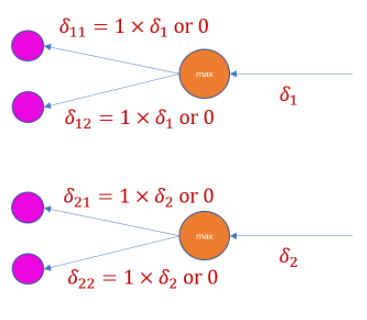 δ₁₁ = 1 × δ₁ or 0
max
δ₁
δ₁₂ = 1 × δ₁ or 0
δ₂₁ = 1 × δ₂ or 0
max
δ₂
δ₂₂ = 1 × δ₂ or 0